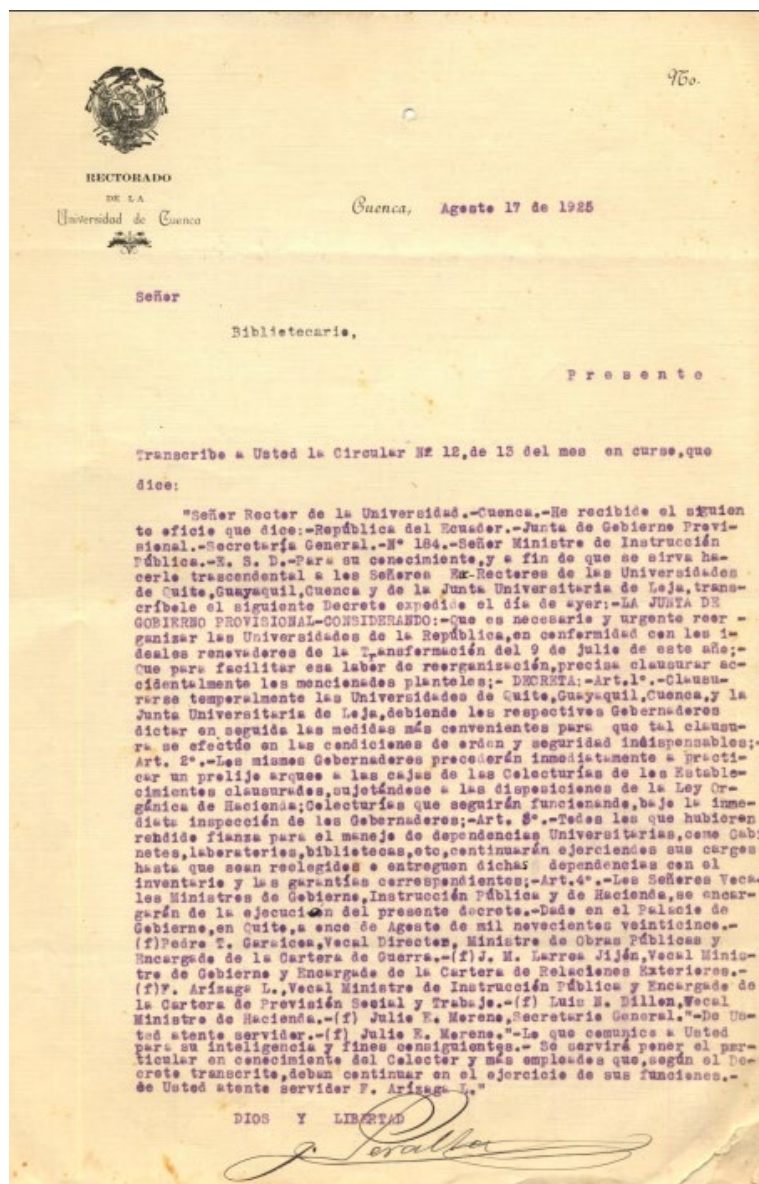 No.
RECTORADO
DE LA
Universidad de Cuenca
Cuenca, Agosto 17 de 1925
Señor
Bibliotecario,
Presente
Transcribo a Usted la Circular Nº 12, de 13 del mes en curso, que
dice:
"Señor Rector de la Universidad.-Cuenca.-He recibido el siguien
te oficio que dice:-República del Ecuador.-Junta de Gobierno Provi-
sional.-Secretaría General.-Nº 184.-Señor Ministro de Instrucción
Pública.-E. S. D.-Para su conocimiento, y a fin de que se sirva ha-
cerlo trascendental a los Señores Ex-Rectores de las Universidades
de Quito, Guayaquil, Cuenca y de la Junta Universitaria de Loja, trans-
críbole el siguiente Decreto expedido el día de ayer:-LA JUNTA DE
GOBIERNO PROVISIONAL-CONSIDERANDO:-Que es necesario y urgente reor -
ganizar las Universidades de la República, en conformidad con los i-
deales renovadores de la Transformación del 9 de julio de este año;-
Que para facilitar esa labor de reorganización, precisa clausurar ac-
cidentalmente los mencionados planteles;- DECRETA:-Art.1º.-Clausu-
rarse temporalmente las Universidades de Quito, Guayaquil, Cuenca, y la
Junta Universitaria de Loja, debiendo los respectivos Gobernadores
dictar en seguida las medidas más convenientes para que tal clausu-
ra se efectúe en las condiciones de orden y seguridad indispensables;-
Art. 2º.-Los mismos Gobernadores procederán inmediatamente a practi-
car un prolijo arqueo a las cajas de las Colecturías de los Estable-
cimientos clausurados, sujetándose a las disposiciones de la Ley Or-
gánica de Hacienda; Colecturías que seguirán funcionando, bajo la inme-
diata inspección de los Gobernadores;-Art. 3º.-Todos los que hubieren
rendido fianza para el manejo de dependencias Universitarias, como Gabi
netes, laboratorios, bibliotecas, etc, continuarán ejerciendo sus cargos
hasta que sean reelegidos o entreguen dichas dependencias con el
inventario y las garantías correspondientes;-Art.4º.-Los Señores Voca-
les Ministros de Gobierno, Instrucción Pública y de Hacienda, se encar-
garán de la ejecución del presente decreto.-Dado en el Palacio de
Gobierno, en Quito, a once de Agosto de mil novecientos veinticinco.-
(f)Pedro T. Garaicoa, Vocal Director, Ministro de Obras Públicas y
Encargado de la Cartera de Guerra.-(f)J. M. Larrea Jijón, Vocal Minis-
tro de Gobierno y Encargado de la Cartera de Relaciones Exteriores.-
(f)F. Arízaga L., Vocal Ministro de Instrucción Pública y Encargado de
la Cartera de Previsión Social y Trabajo.-(f) Luis N. Dillon, Vocal
Ministro de Hacienda.-(f) Julio E. Moreno, Secretario General."-De Us-
ted atento servidor.-(f) Julio E. Moreno."-Lo que comunico a Usted
para su inteligencia y fines consiguientes.- Se servirá poner el par-
ticular en conocimiento del Colector y más empleados que, según el De-
creto transcrito, deban continuar en el ejercicio de sus funciones.-
de Usted atento servidor F. Arízaga L."
DIOS Y LIBERTAD
J. Peralta